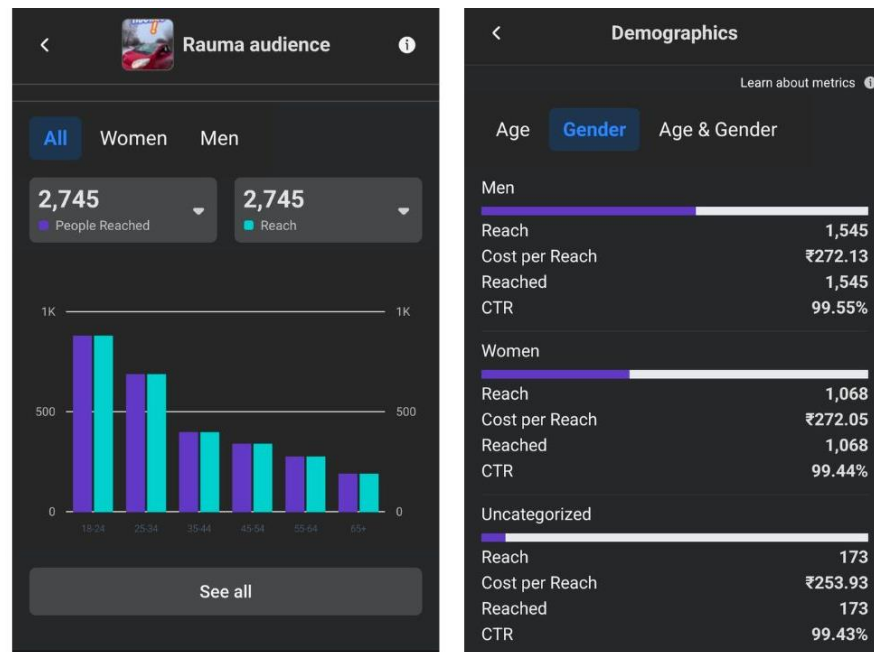 Rauma audience
All Women Men
2,745 2,745
People Reached Reach
1K 1K
500 500
0 0
18-24 25-34 35-44 45-54 55-64 65+
See all
Demographics
Learn about metrics
Age Gender Age & Gender
Men
Reach 1,545
Cost per Reach ₹272.13
Reached 1,545
CTR 99.55%
Women
Reach 1,068
Cost per Reach ₹272.05
Reached 1,068
CTR 99.44%
Uncategorized
Reach 173
Cost per Reach ₹253.93
Reached 173
CTR 99.43%